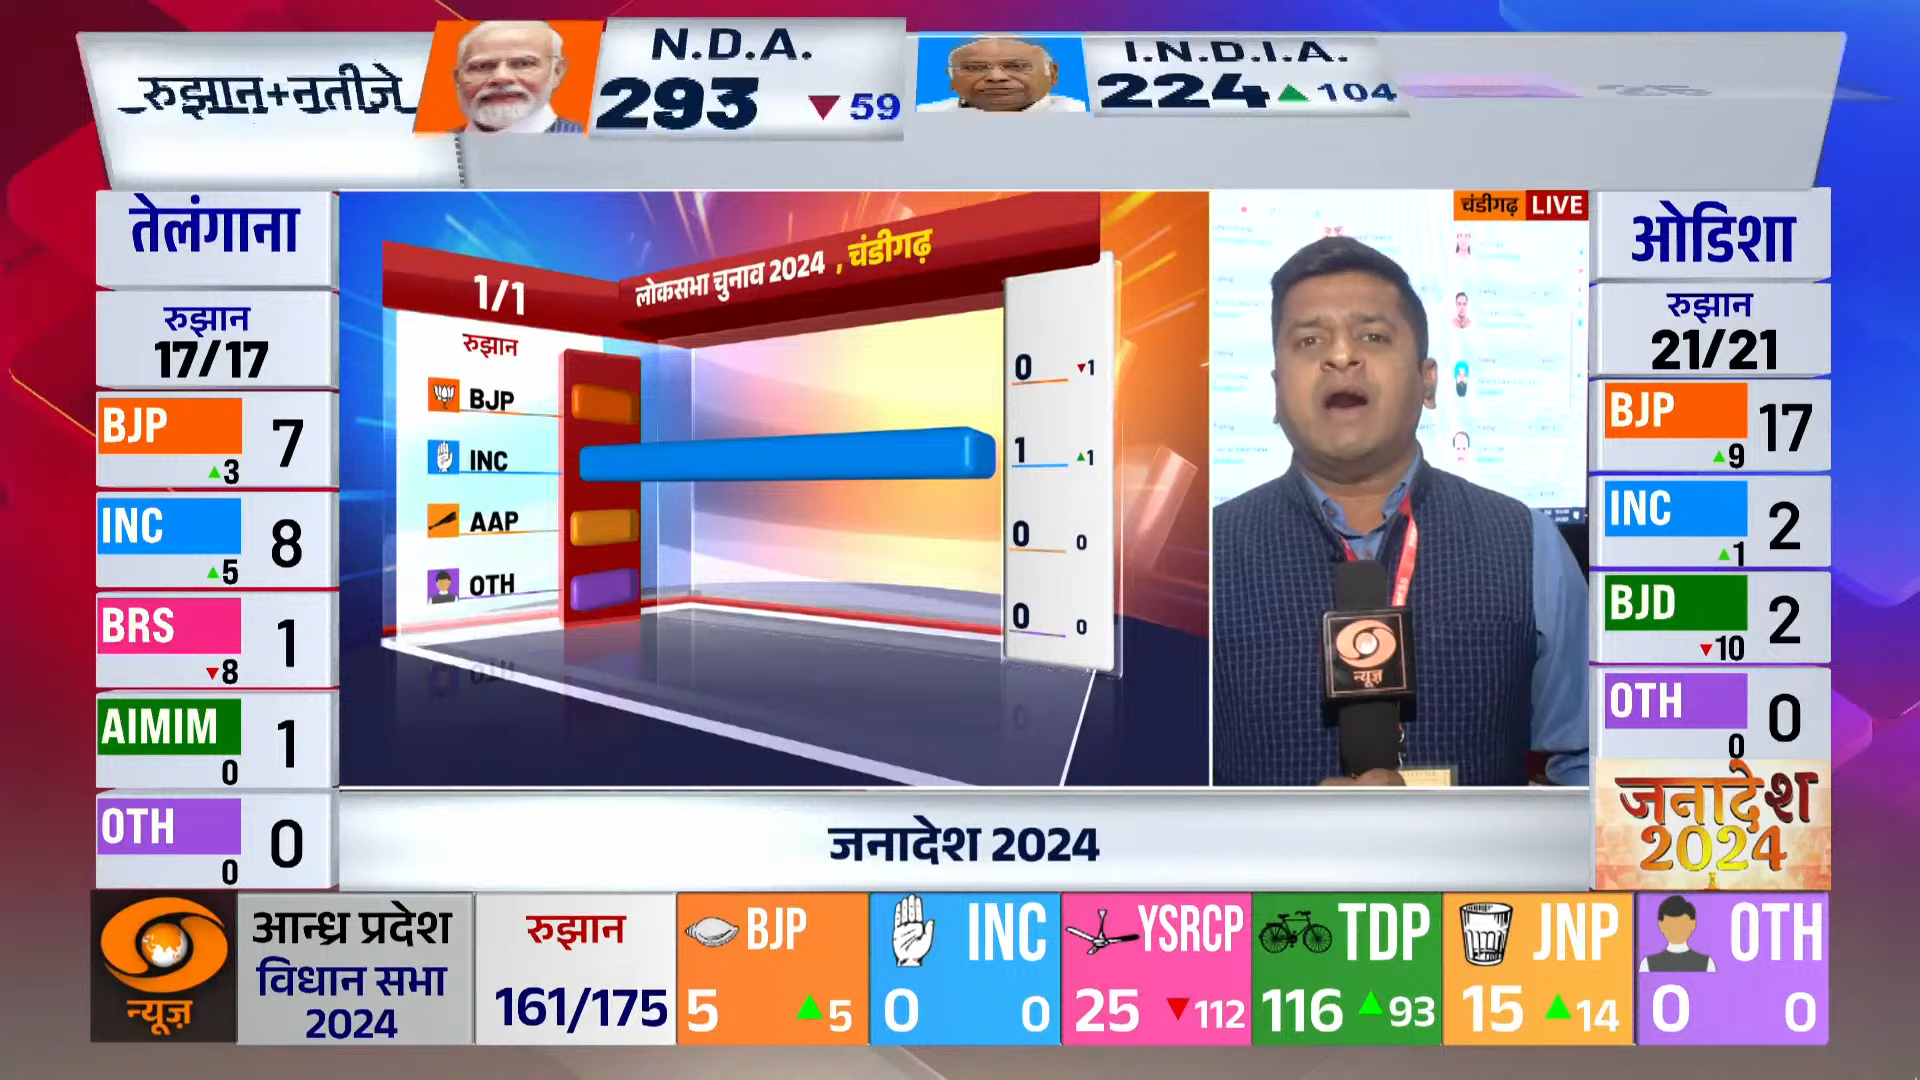 रुझान+नतीजे
N.D.A.
293 ▼59
I.N.D.I.A.
224 ▲104
तेलंगाना
रुझान
17/17
BJP 7
▲3
INC 8
▲5
BRS 1
▼8
AIMIM 1
0
OTH 0
0
1/1
लोकसभा चुनाव 2024 , चंडीगढ़
रुझान
BJP 0 ▼1
INC 1 ▲1
AAP 0 0
OTH 0 0
चंडीगढ़ LIVE
न्यूज़
ओडिशा
रुझान
21/21
BJP 17
▲9
INC 2
▲1
BJD 2
▼10
OTH 0
0
जनादेश
2024
जनादेश 2024
न्यूज़
आन्ध्र प्रदेश
विधान सभा
2024
रुझान
161/175
BJP
5 ▲5
INC
0 0
YSRCP
25 ▼112
TDP
116 ▲93
JNP
15 ▲14
OTH
0 0